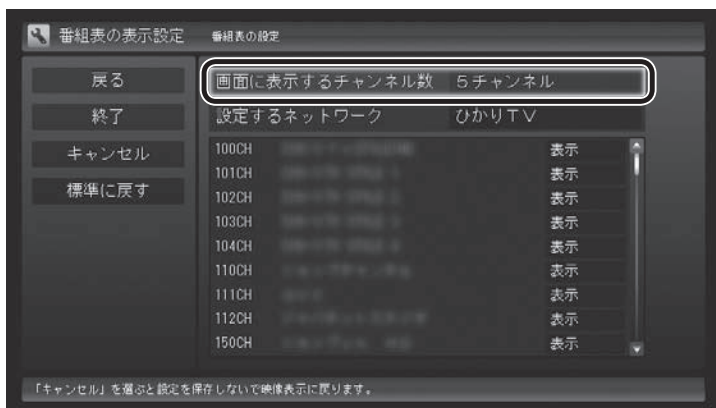 番組表の表示設定 番組表の設定
戻る
終了
キャンセル
標準に戻す
画面に表示するチャンネル数 5チャンネル
設定するネットワーク ひかりTV
100CH 表示
101CH 表示
102CH 表示
103CH 表示
104CH 表示
110CH 表示
111CH 表示
112CH 表示
150CH 表示
「キャンセル」を選ぶと設定を保存しないで映像表示に戻ります。